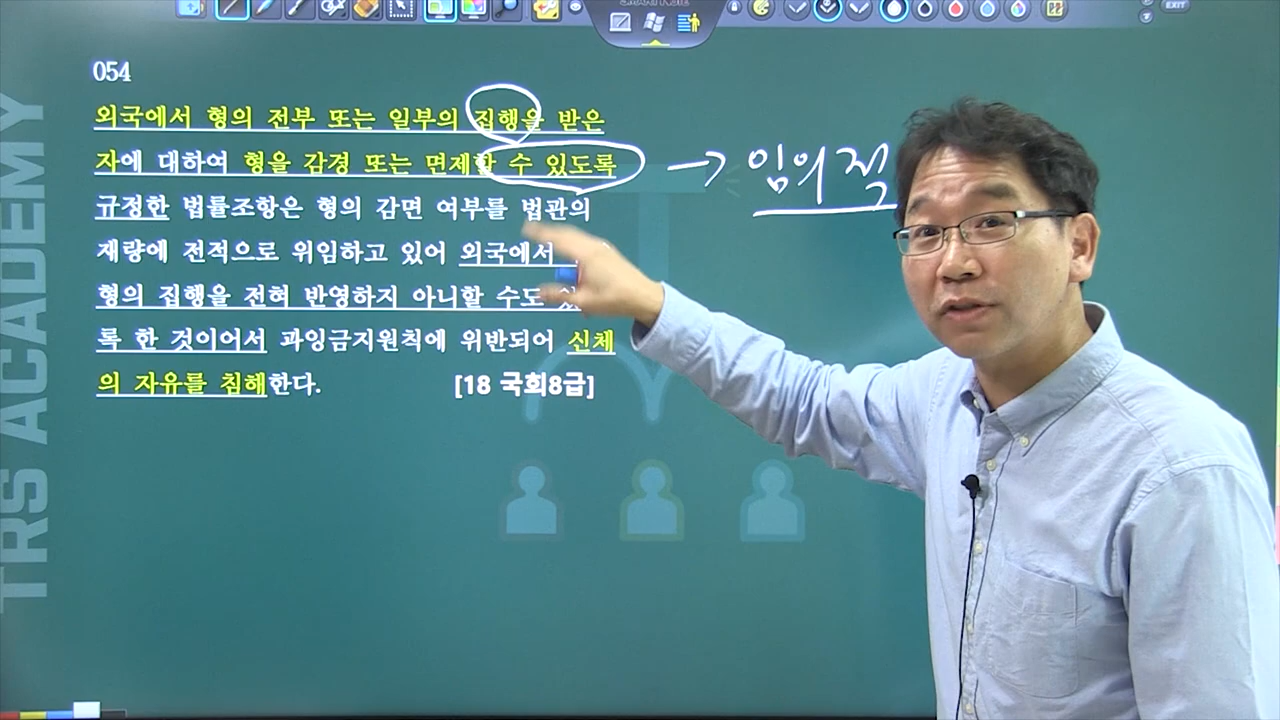 SMART NOTE
EXIT
054
외국에서 형의 전부 또는 일부의 집행을 받은
자에 대하여 형을 감경 또는 면제할 수 있도록 → 임의적
규정한 법률조항은 형의 감면 여부를 법관의
재량에 전적으로 위임하고 있어 외국에서
형의 집행을 전혀 반영하지 아니할 수도 있
록 한 것이어서 과잉금지원칙에 위반되어 신체
의 자유를 침해한다. [18 국회8급]
TRS ACADEMY